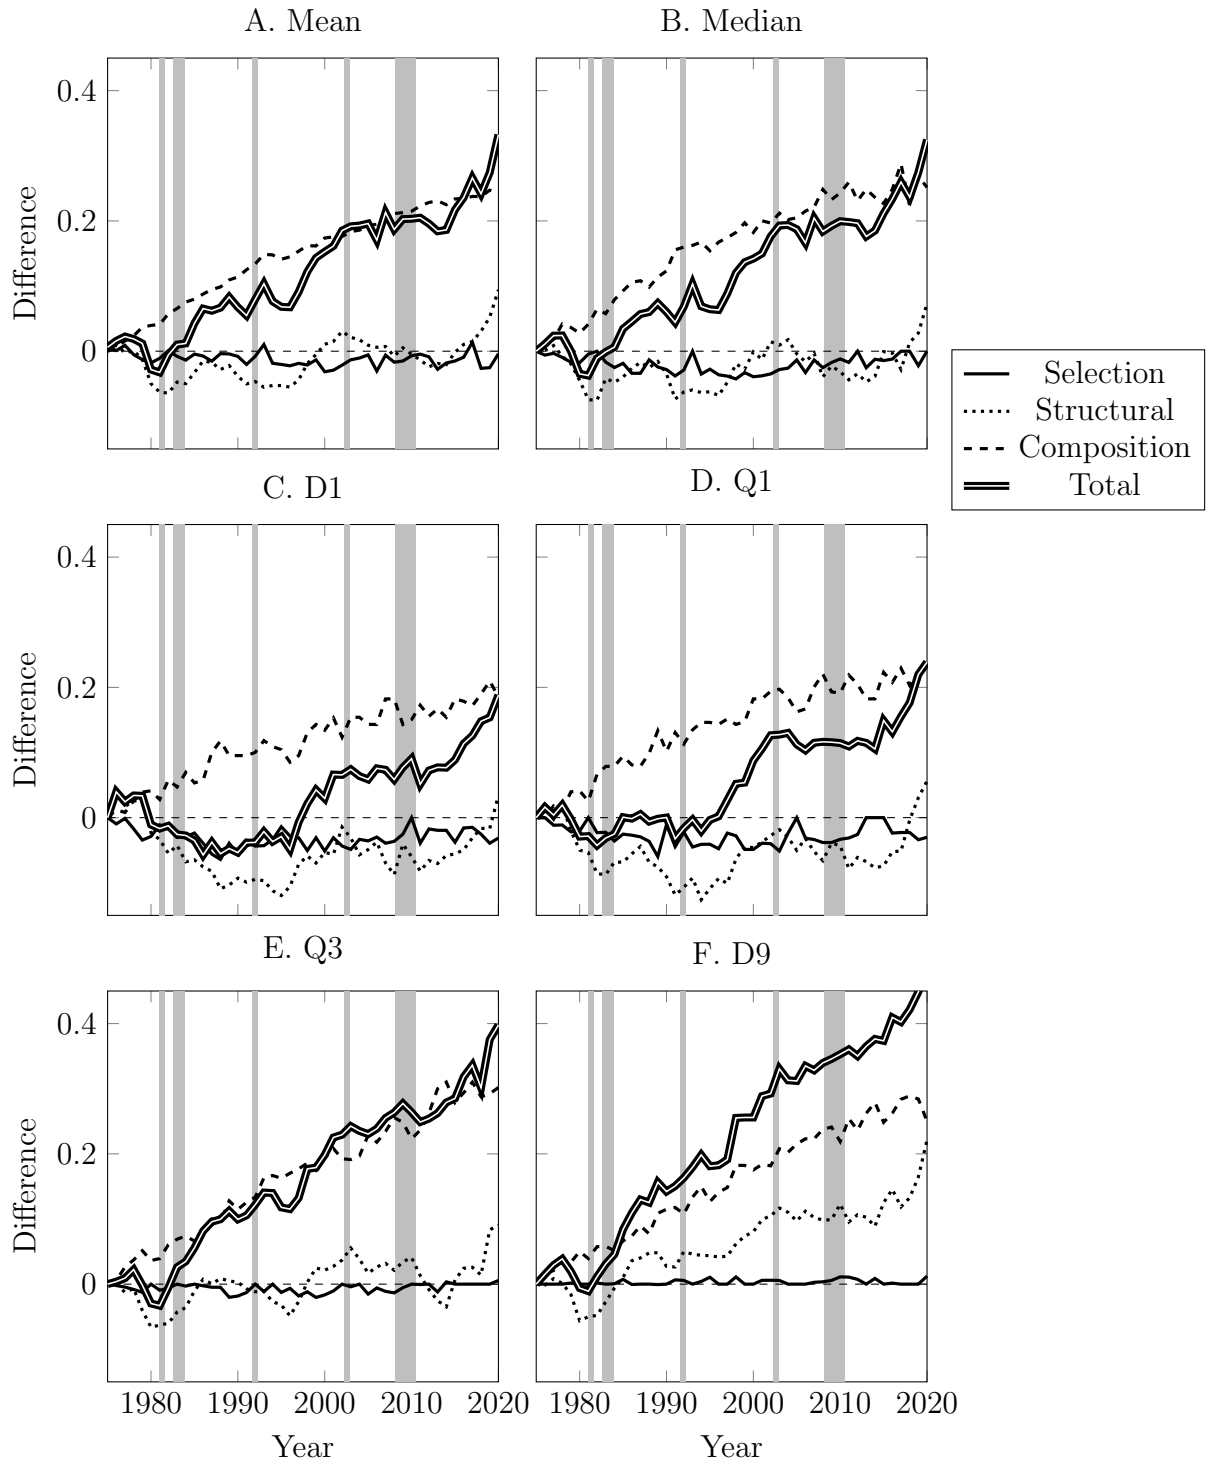 A. Mean
B. Median
0.4
0.2
0
Difference
Selection
Structural
Composition
Total
C. D1
D. Q1
0.4
0.2
0
Difference
E. Q3
F. D9
0.4
0.2
0
Difference
1980 1990 2000 2010 2020
1980 1990 2000 2010 2020
Year
Year